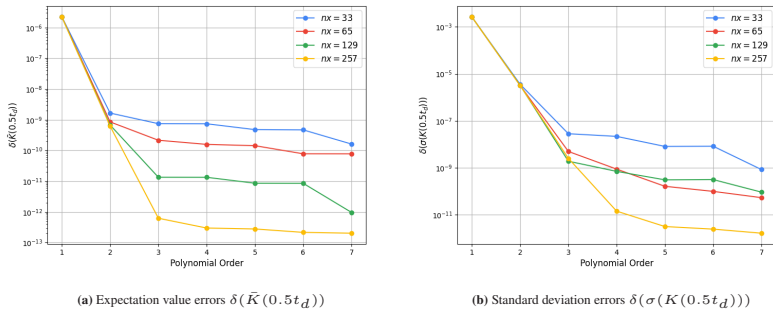 10⁻⁶
10⁻⁷
10⁻⁸
10⁻⁹
10⁻¹⁰
10⁻¹¹
10⁻¹²
10⁻¹³
δ(K̄(0.5t_d))
nx = 33
nx = 65
nx = 129
nx = 257
1 2 3 4 5 6 7
Polynomial Order
(a) Expectation value errors δ(K̄(0.5t_d))
10⁻³
10⁻⁵
10⁻⁷
10⁻⁹
10⁻¹¹
δ(σ(K(0.5t_d)))
nx = 33
nx = 65
nx = 129
nx = 257
1 2 3 4 5 6 7
Polynomial Order
(b) Standard deviation errors δ(σ(K(0.5t_d)))